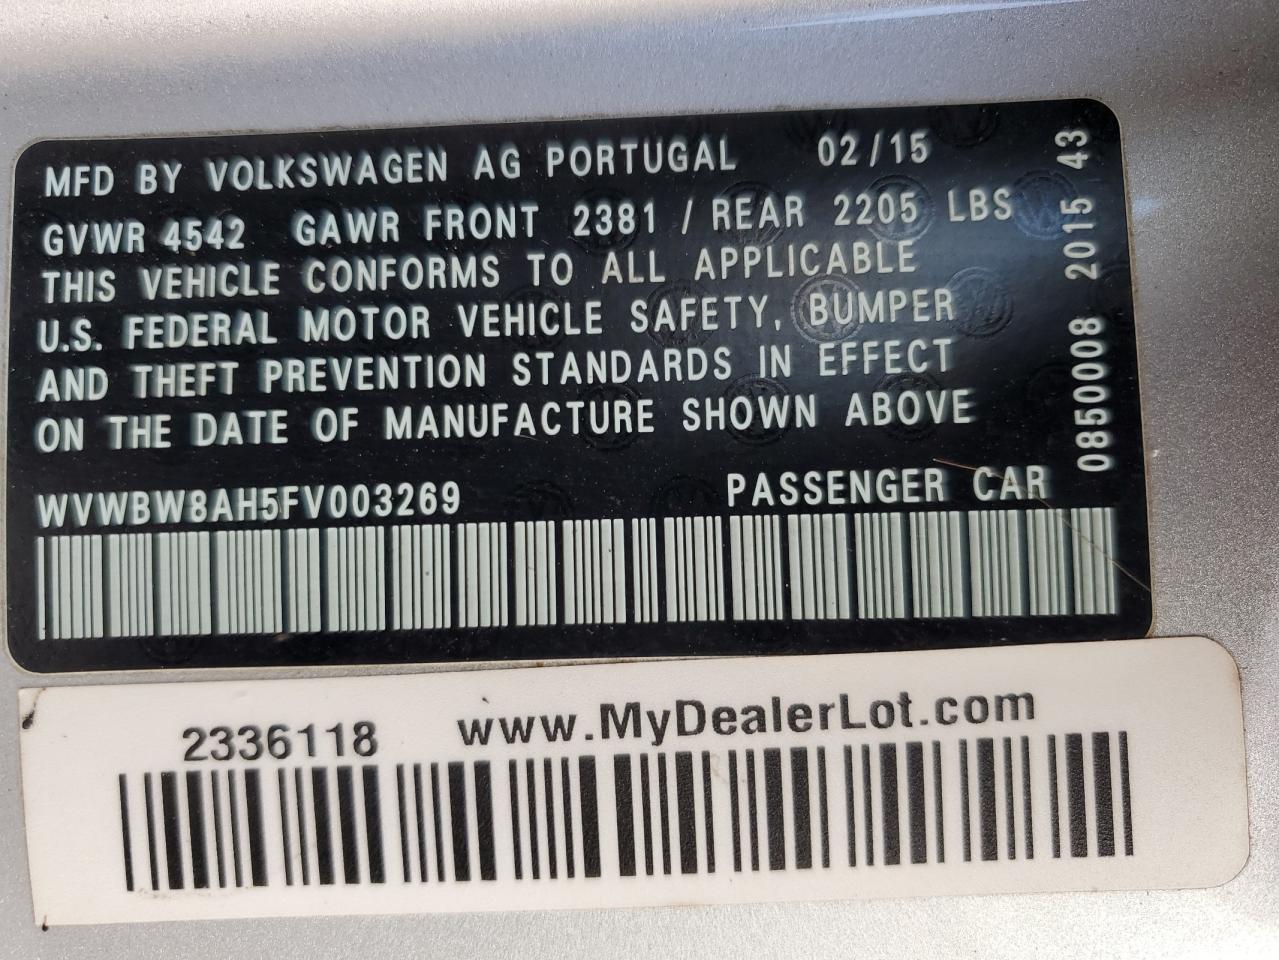 MFD BY VOLKSWAGEN AG PORTUGAL 02/15
GVWR 4542 GAWR FRONT 2381 / REAR 2205 LBS
THIS VEHICLE CONFORMS TO ALL APPLICABLE
U.S. FEDERAL MOTOR VEHICLE SAFETY, BUMPER
AND THEFT PREVENTION STANDARDS IN EFFECT
ON THE DATE OF MANUFACTURE SHOWN ABOVE
WVWBW8AH5FV003269 PASSENGER CAR
0850008 2015 43
2336118 www.MyDealerLot.com